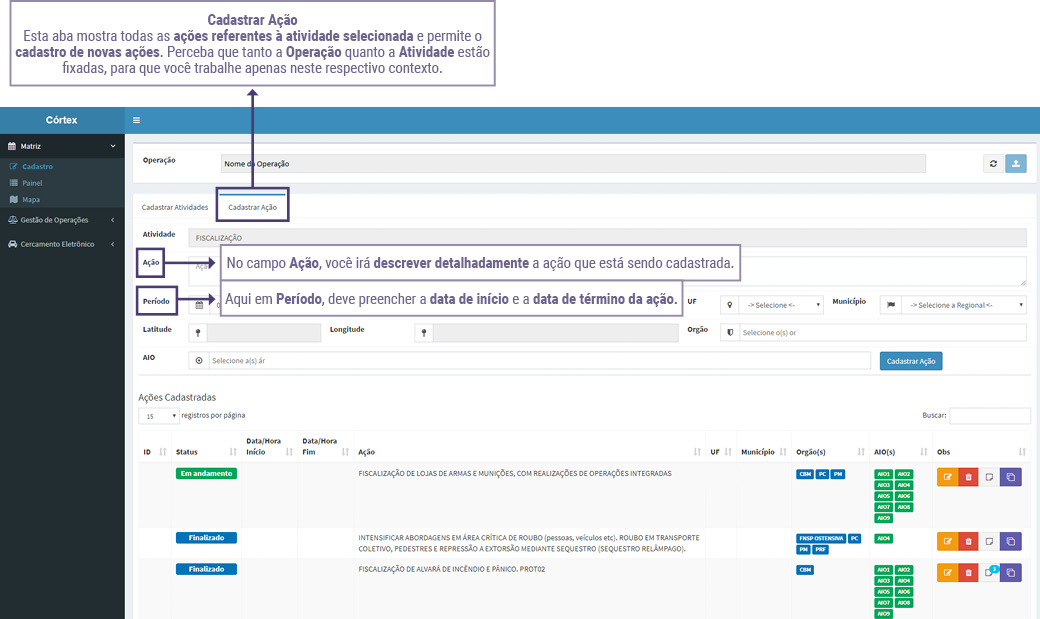 Cadastrar Ação
Esta aba mostra todas as ações referentes à atividade selecionada e permite o
cadastro de novas ações. Perceba que tanto a Operação quanto a Atividade estão
fixadas, para que você trabalhe apenas neste respectivo contexto.
Córtex
Matriz
Cadastro
Painel
Mapa
Gestão de Operações
Cercamento Eletrônico
Operação
Nome da Operação
Cadastrar Atividades
Cadastrar Ação
Atividade
FISCALIZAÇÃO
Ação
No campo Ação, você irá descrever detalhadamente a ação que está sendo cadastrada.
Período
Aqui em Período, deve preencher a data de início e a data de término da ação.
UF
-> Selecione <-
Município
-> Selecione a Regional <-
Latitude
Longitude
Orgão
Selecione o(s) or
AIO
Selecione a(s) ár
Cadastrar Ação
Ações Cadastradas
15 registros por página
Buscar:
ID Status Data/Hora Início Data/Hora Fim Ação UF Município Orgão(s) AIO(s) Obs
Em andamento
FISCALIZAÇÃO DE LOJAS DE ARMAS E MUNIÇÕES, COM REALIZAÇÕES DE OPERAÇÕES INTEGRADAS
CBM PC PM
AIO1 AIO2
AIO3 AIO4
AIO5 AIO6
AIO7 AIO8
AIO9
Finalizado
INTENSIFICAR ABORDAGENS EM ÁREA CRÍTICA DE ROUBO (pessoas, veículos etc). ROUBO EM TRANSPORTE
COLETIVO, PEDESTRES E REPRESSÃO A EXTORSÃO MEDIANTE SEQUESTRO (SEQUESTRO RELÂMPAGO).
FNSP OSTENSIVA PC
PM PRF
AIO4
Finalizado
FISCALIZAÇÃO DE ALVARÁ DE INCÊNDIO E PÂNICO. PROT02
CBM
AIO1 AIO2
AIO3 AIO4
AIO5 AIO6
AIO7 AIO8
AIO9